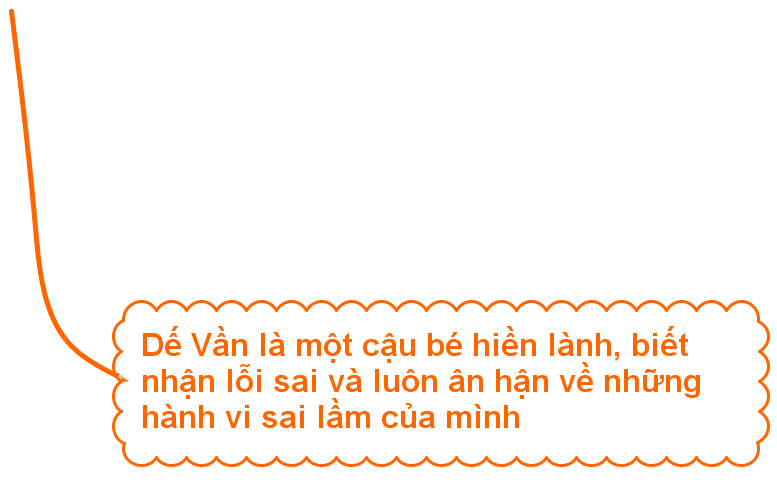 Dế Vần là một cậu bé hiền lành, biết
nhận lỗi sai và luôn ân hận về những
hành vi sai lầm của mình